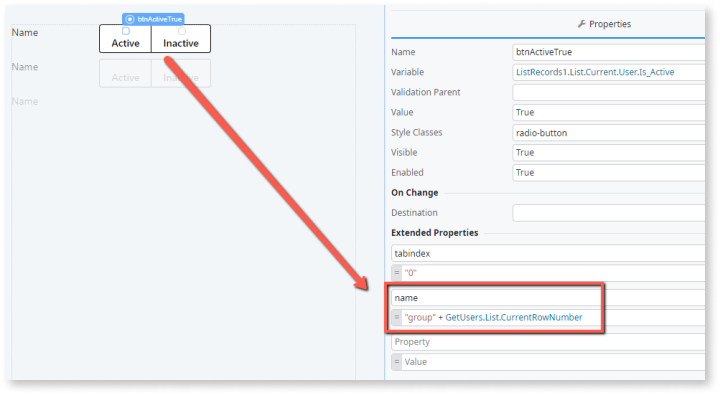 btnActiveTrue
Name
Active Inactive
Name
Active Inactive
Name
Properties
Name btnActiveTrue
Variable ListRecords1.List.Current.User.Is_Active
Validation Parent
Value True
Style Classes radio-button
Visible True
Enabled True
On Change
Destination
Extended Properties
tabindex
= "0"
name
= "group" + GetUsers.List.CurrentRowNumber
Property
= Value